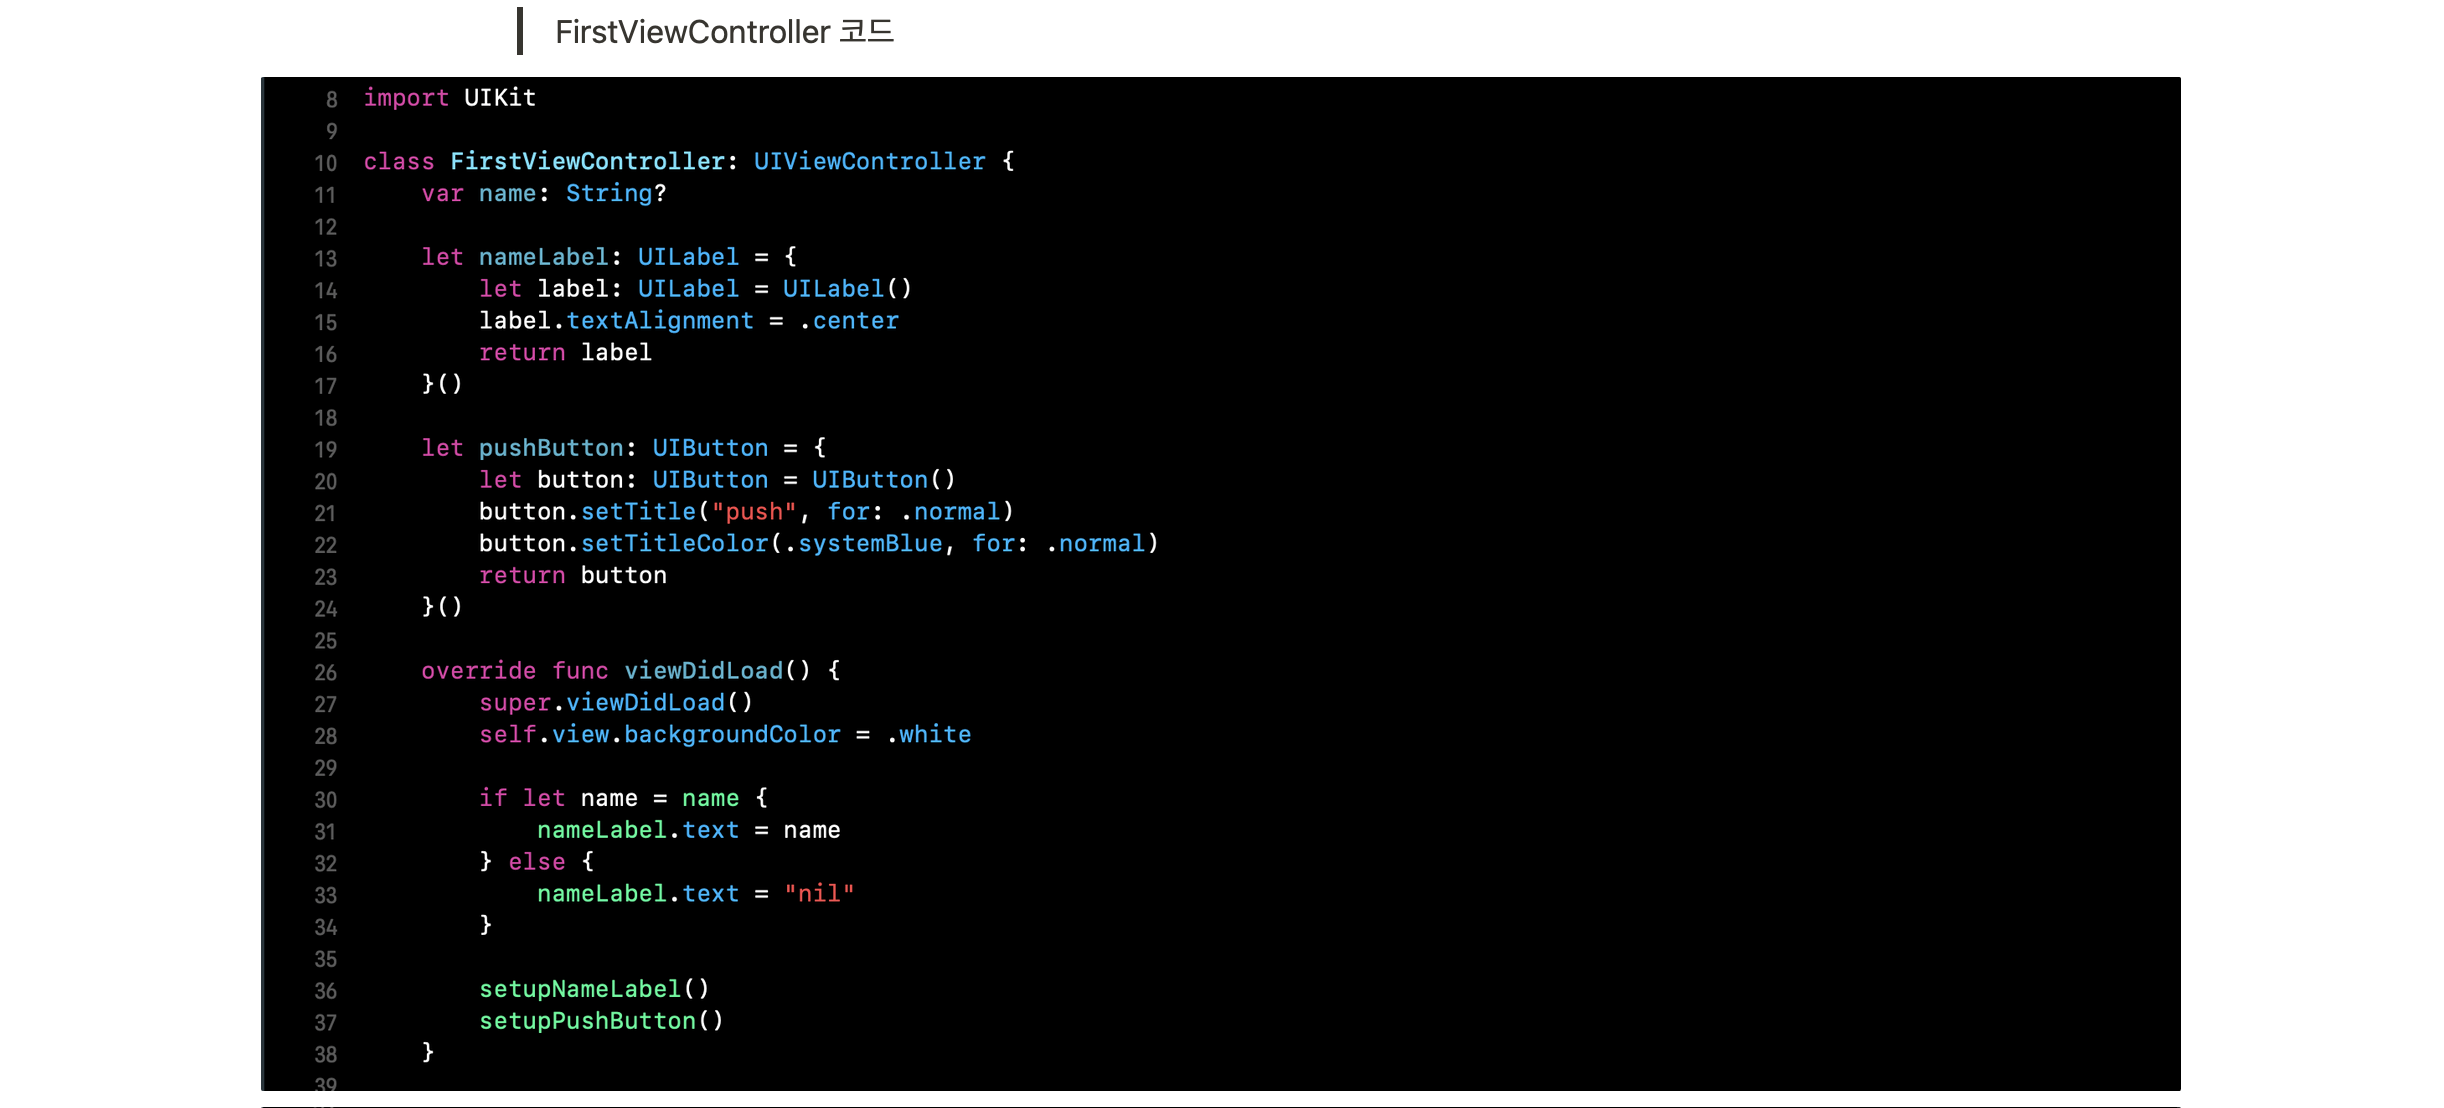 FirstViewController 코드
8 import UIKit
9
10 class FirstViewController: UIViewController {
11     var name: String?
12
13     let nameLabel: UILabel = {
14         let label: UILabel = UILabel()
15         label.textAlignment = .center
16         return label
17     }()
18
19     let pushButton: UIButton = {
20         let button: UIButton = UIButton()
21         button.setTitle("push", for: .normal)
22         button.setTitleColor(.systemBlue, for: .normal)
23         return button
24     }()
25
26     override func viewDidLoad() {
27         super.viewDidLoad()
28         self.view.backgroundColor = .white
29
30         if let name = name {
31             nameLabel.text = name
32         } else {
33             nameLabel.text = "nil"
34         }
35
36         setupNameLabel()
37         setupPushButton()
38     }
39